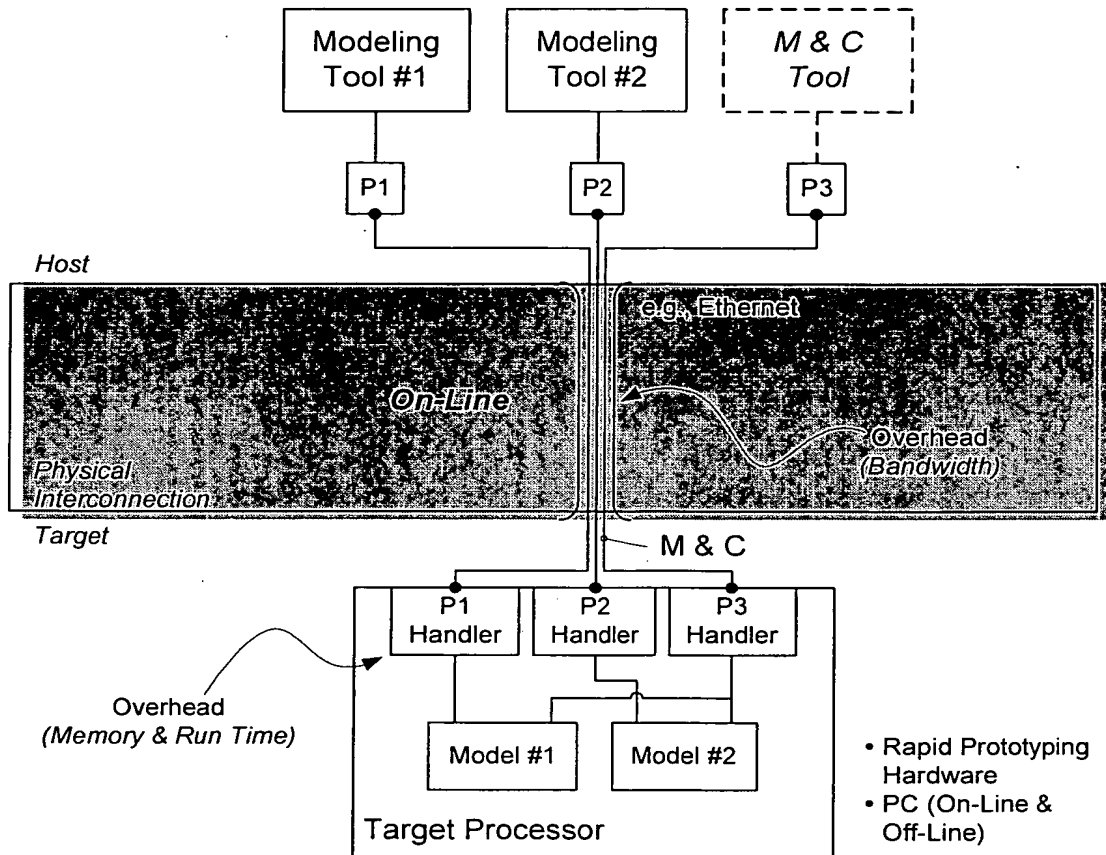 Modeling
Tool #1
Modeling
Tool #2
M & C
Tool
P1
P2
P3
Host
e.g., Ethernet
On-Line
Overhead
(Bandwidth)
Physical
Interconnection
Target
M & C
P1
Handler
P2
Handler
P3
Handler
Overhead
(Memory & Run Time)
Model #1
Model #2
• Rapid Prototyping
Hardware
• PC (On-Line &
Off-Line)
Target Processor